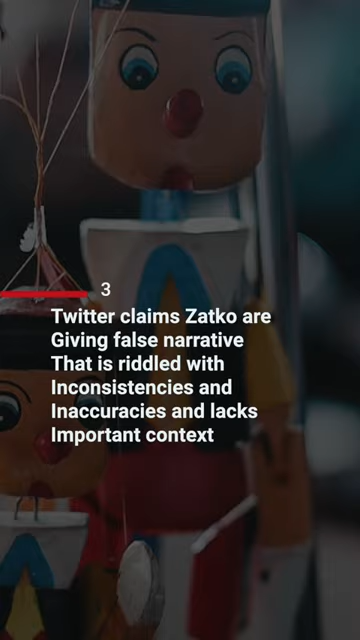 3
Twitter claims Zatko are
Giving false narrative
That is riddled with
Inconsistencies and
Inaccuracies and lacks
Important context